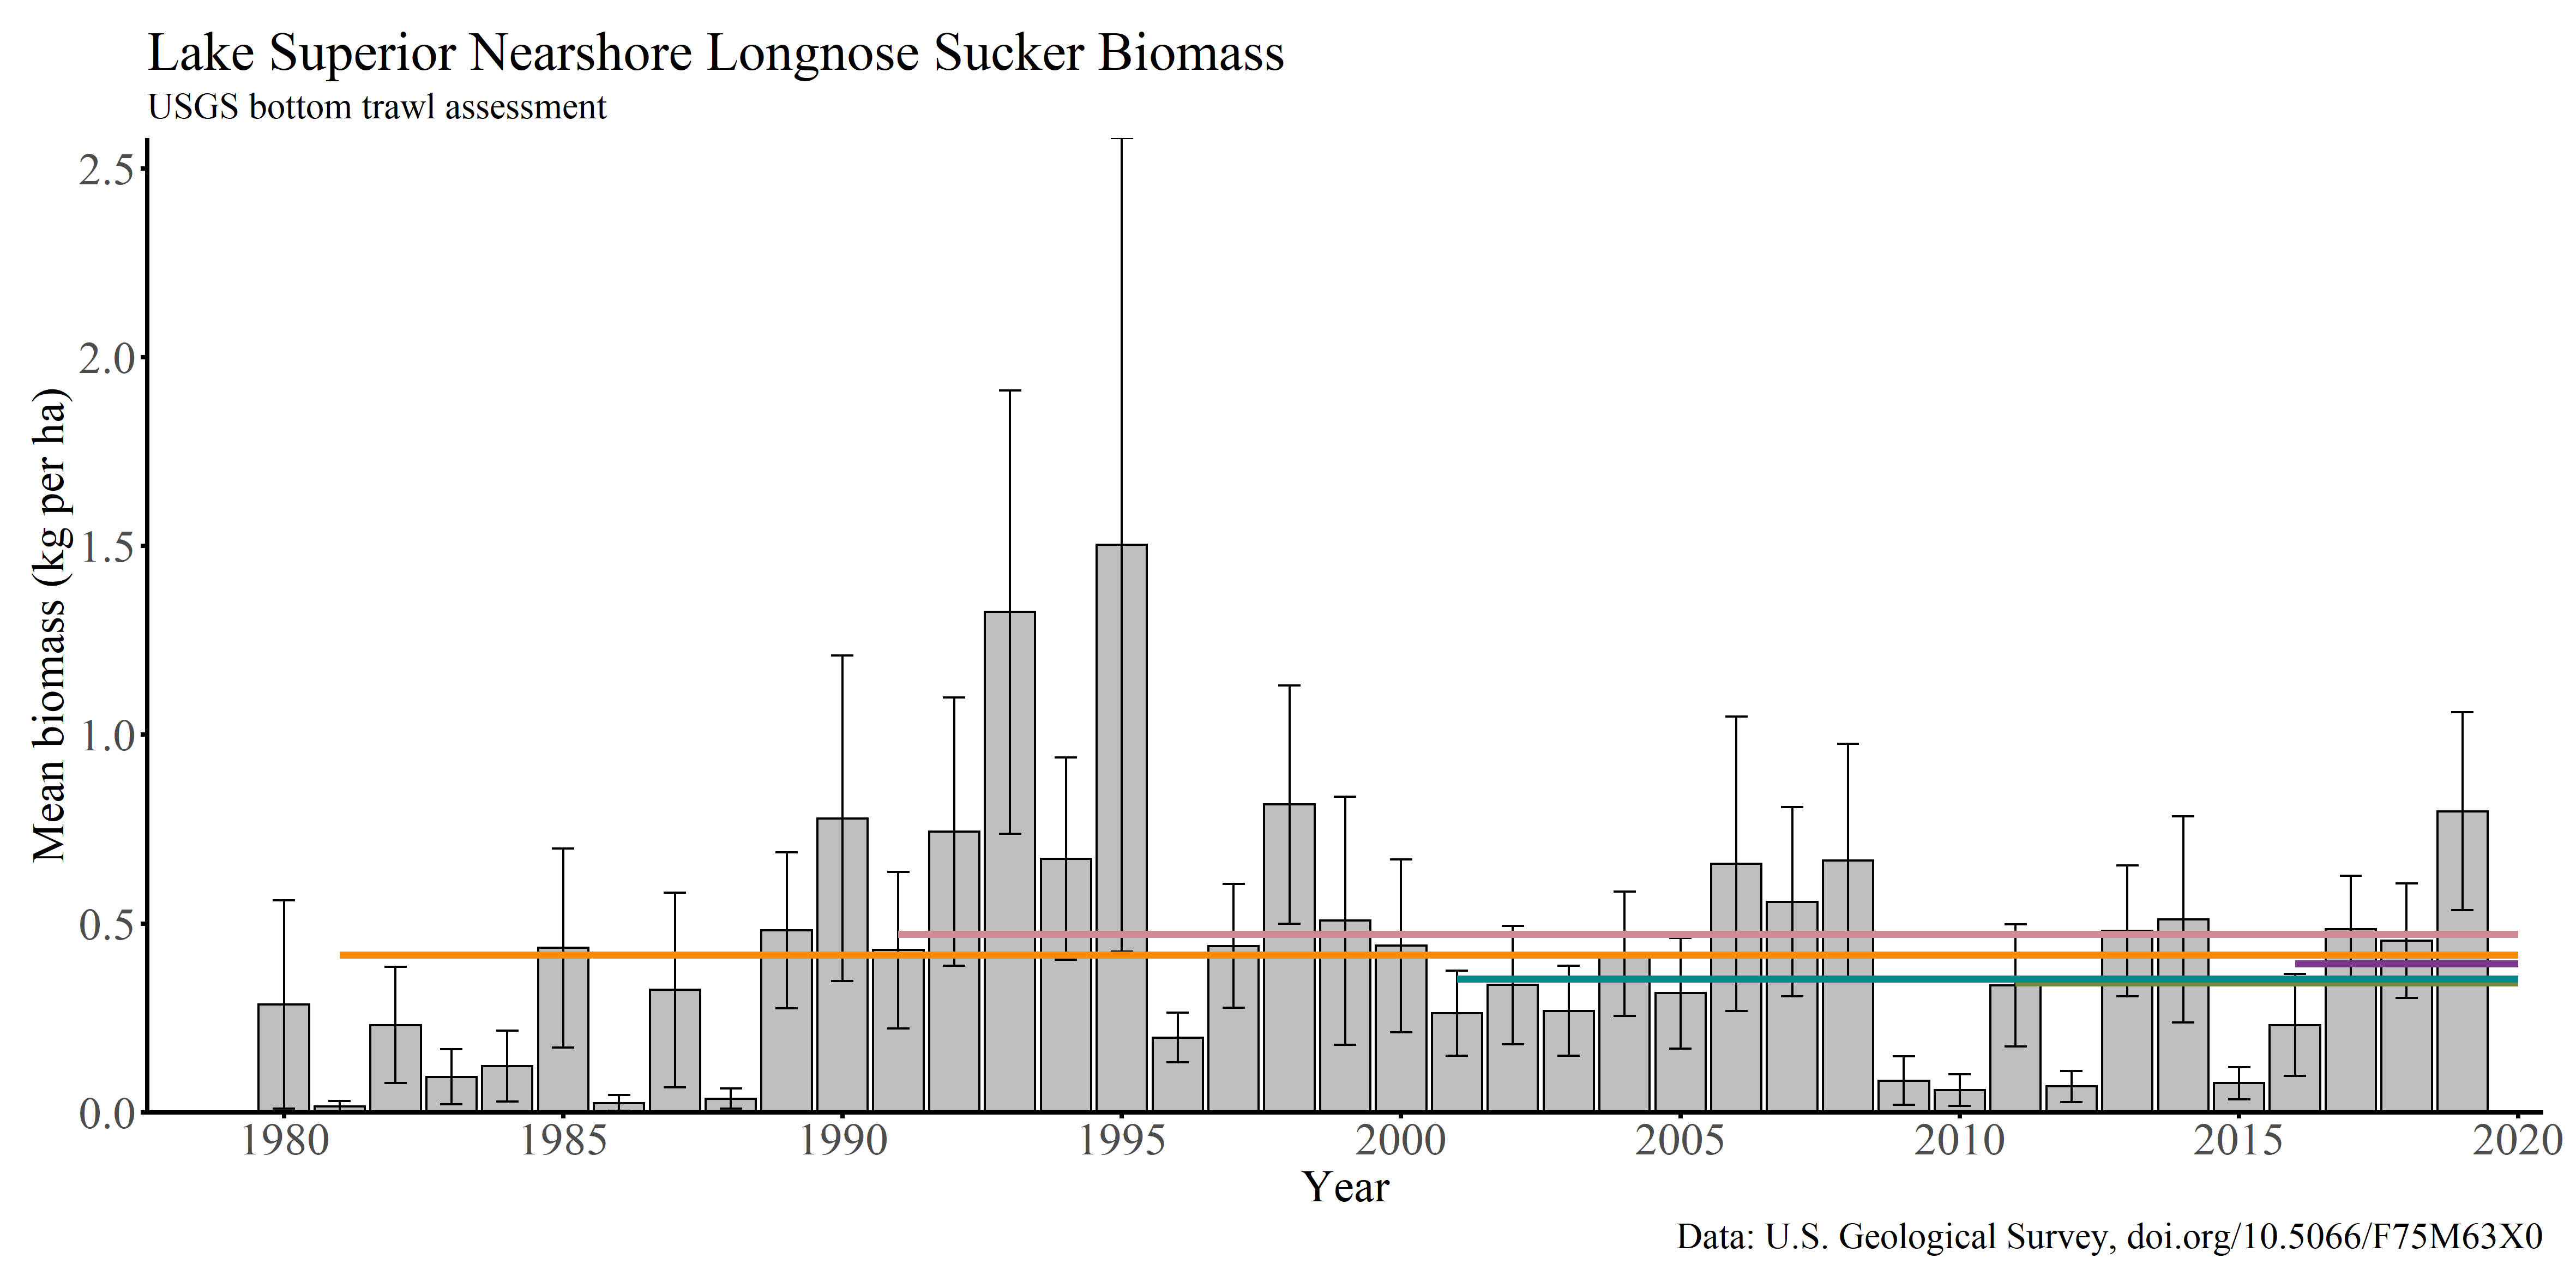 Lake Superior Nearshore Longnose Sucker Biomass
USGS bottom trawl assessment
Mean biomass (kg per ha)
2.5
2.0
1.5
1.0
0.5
0.0
1980 1985 1990 1995 2000 2005 2010 2015 2020
Year
Data: U.S. Geological Survey, doi.org/10.5066/F75M63X0